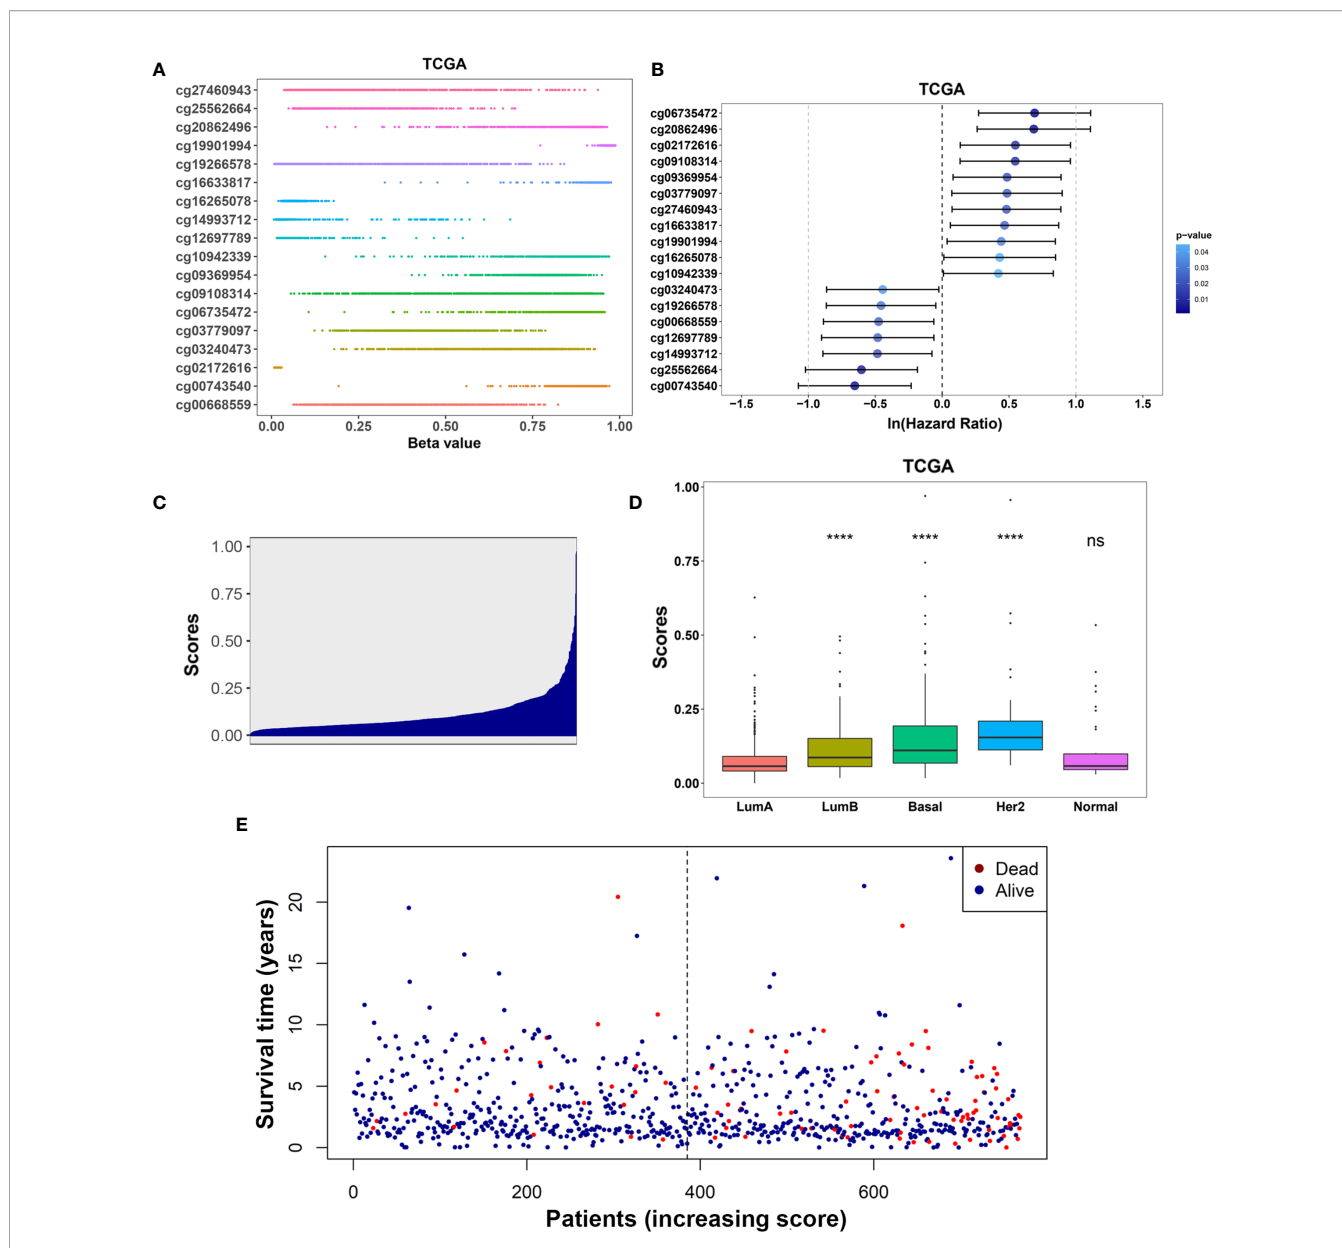 A
TCGA
cg27460943
cg25562664
cg20862496
cg19901994
cg19266578
cg16633817
cg16265078
cg14993712
cg12697789
cg10942339
cg09369954
cg09108314
cg06735472
cg03779097
cg03240473
cg02172616
cg00743540
cg00668559
0.00 0.25 0.50 0.75 1.00
Beta value
B
TCGA
cg06735472
cg20862496
cg02172616
cg09108314
cg09369954
cg03779097
cg27460943
cg16633817
cg19901994
cg16265078
cg10942339
cg03240473
cg19266578
cg00668559
cg12697789
cg14993712
cg25562664
cg00743540
−1.5 −1.0 −0.5 0.0 0.5 1.0 1.5
ln(Hazard Ratio)
p−value
0.04
0.03
0.02
0.01
C
Scores
1.00
0.75
0.50
0.25
0.00
D
TCGA
Scores
1.00
0.75
0.50
0.25
0.00
**** **** **** ns
LumA LumB Basal Her2 Normal
E
Survival time (years)
20
15
10
5
0
Dead
Alive
0 200 400 600
Patients (increasing score)